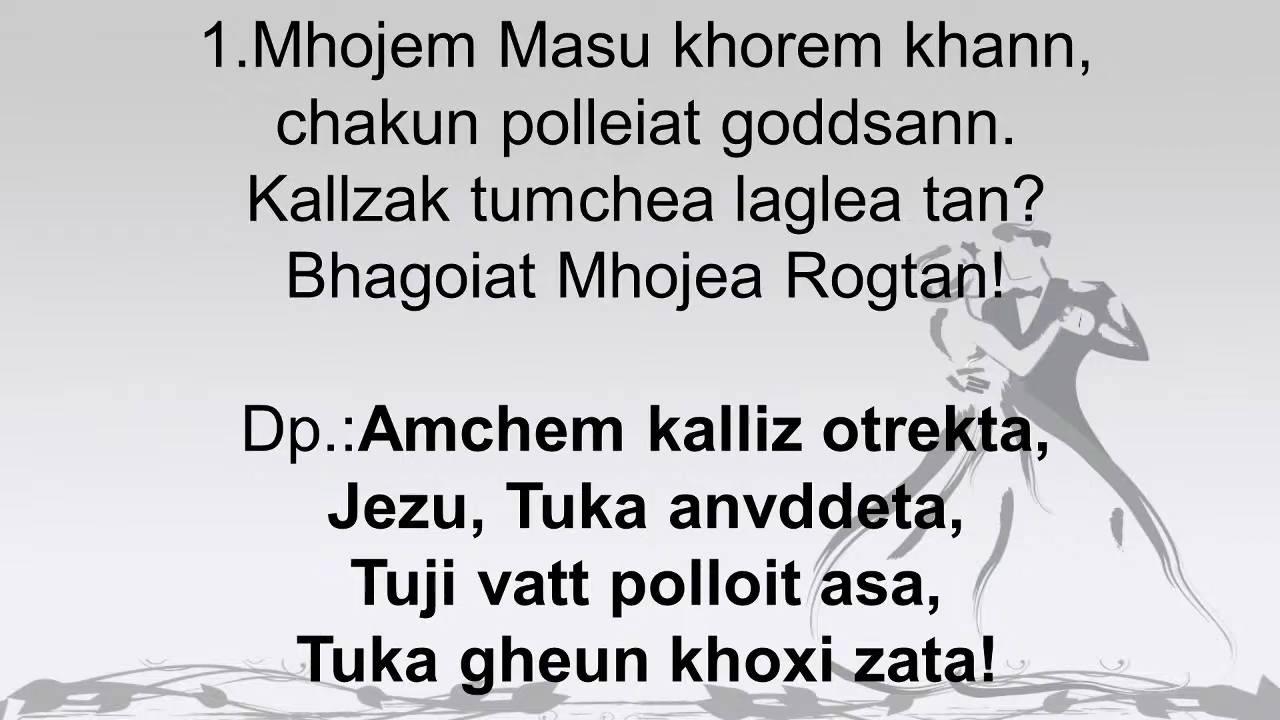 1.Mhojem Masu khorem khann,
chakun polleiat goddsann.
Kallzak tumchea laglea tan?
Bhagoiat Mhojea Rogtan!
Dp.:Amchem kalliz otrekta,
Jezu, Tuka anvddeta,
Tuji vatt polloit asa,
Tuka gheun khoxi zata!